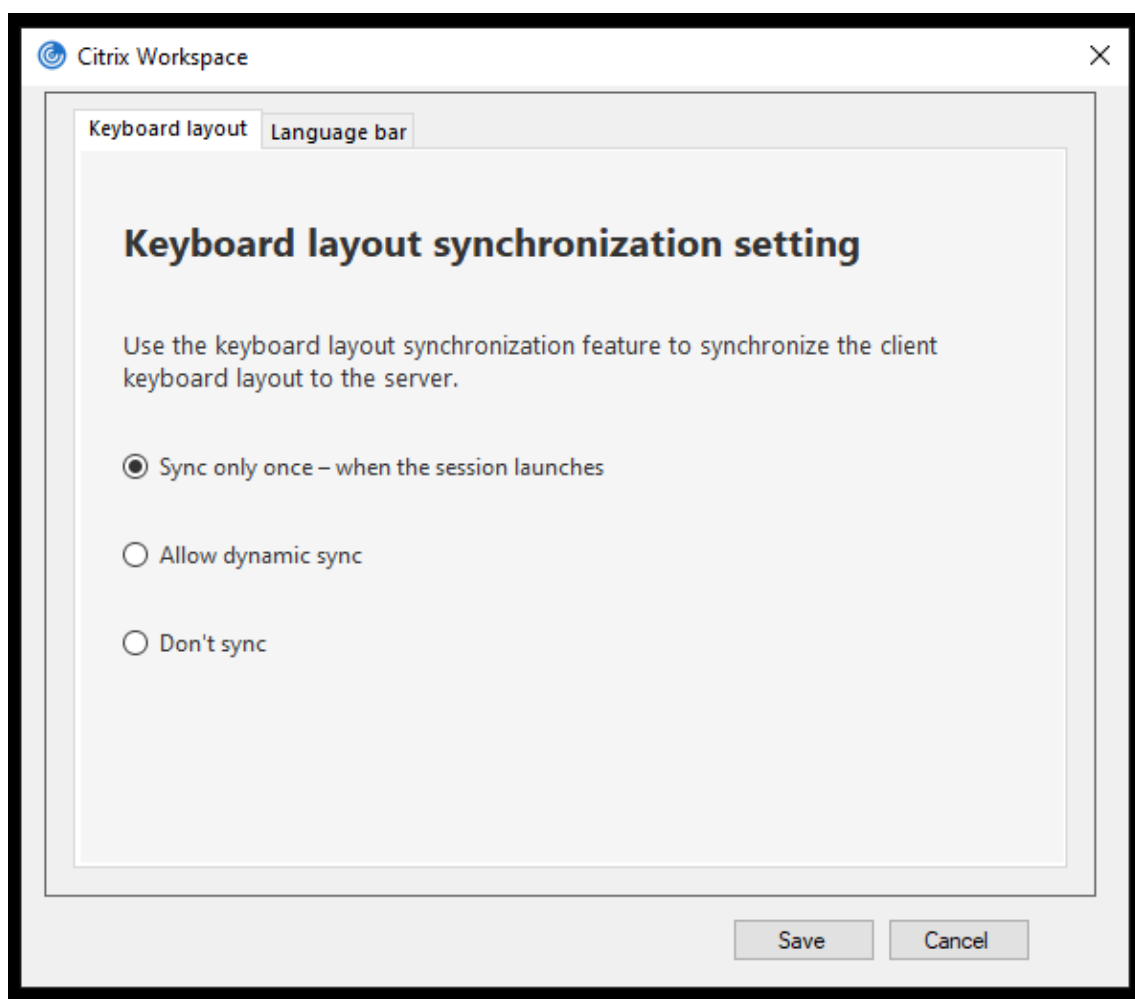 Citrix Workspace
Keyboard layout
Language bar
Keyboard layout synchronization setting
Use the keyboard layout synchronization feature to synchronize the client
keyboard layout to the server.
Sync only once – when the session launches
Allow dynamic sync
Don't sync
Save
Cancel